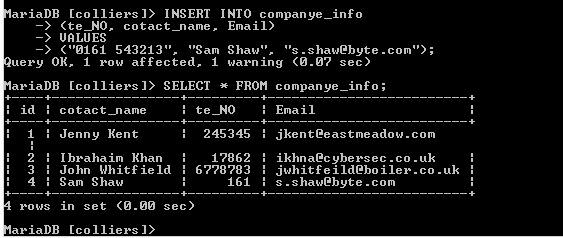 MariaDB [colliers]> INSERT INTO companye_info
    -> (te_NO, cotact_name, Email)
    -> VALUES
    -> ("0161 543213", "Sam Shaw", "s.shaw@byte.com");
Query OK, 1 row affected, 1 warning (0.07 sec)
MariaDB [colliers]> SELECT * FROM companye_info;
+----+----------------+---------+--------------------------+
| id | cotact_name    | te_NO   | Email                    |
+----+----------------+---------+--------------------------+
|  1 | Jenny Kent     |  245345 | jkent@eastmeadow.com
   |
|  2 | Ibrahaim Khan  |   17862 | ikhna@cybersec.co.uk     |
|  3 | John Whitfield | 6778783 | jwhitfeild@boiler.co.uk  |
|  4 | Sam Shaw       |     161 | s.shaw@byte.com          |
+----+----------------+---------+--------------------------+
4 rows in set (0.00 sec)
MariaDB [colliers]>